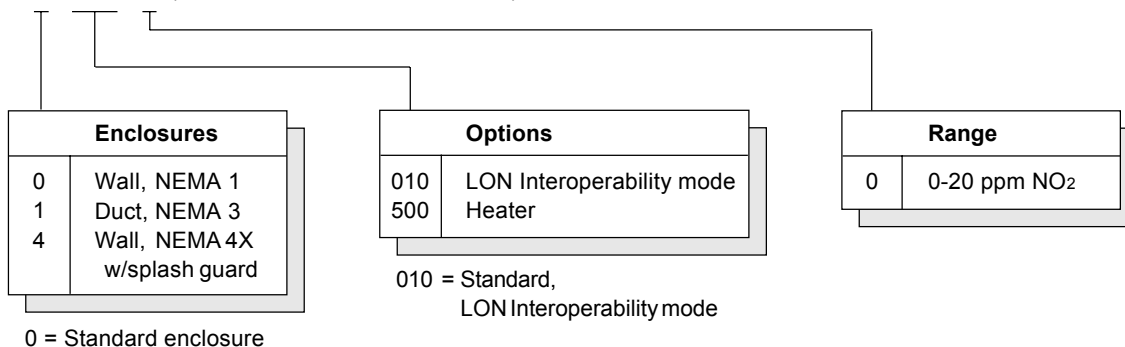 Enclosures
0 Wall, NEMA 1
1 Duct, NEMA 3
4 Wall, NEMA 4X
w/splash guard
0 = Standard enclosure
Options
010 LON Interoperability mode
500 Heater
010 = Standard,
LON Interoperability mode
Range
0 0-20 ppm NO2